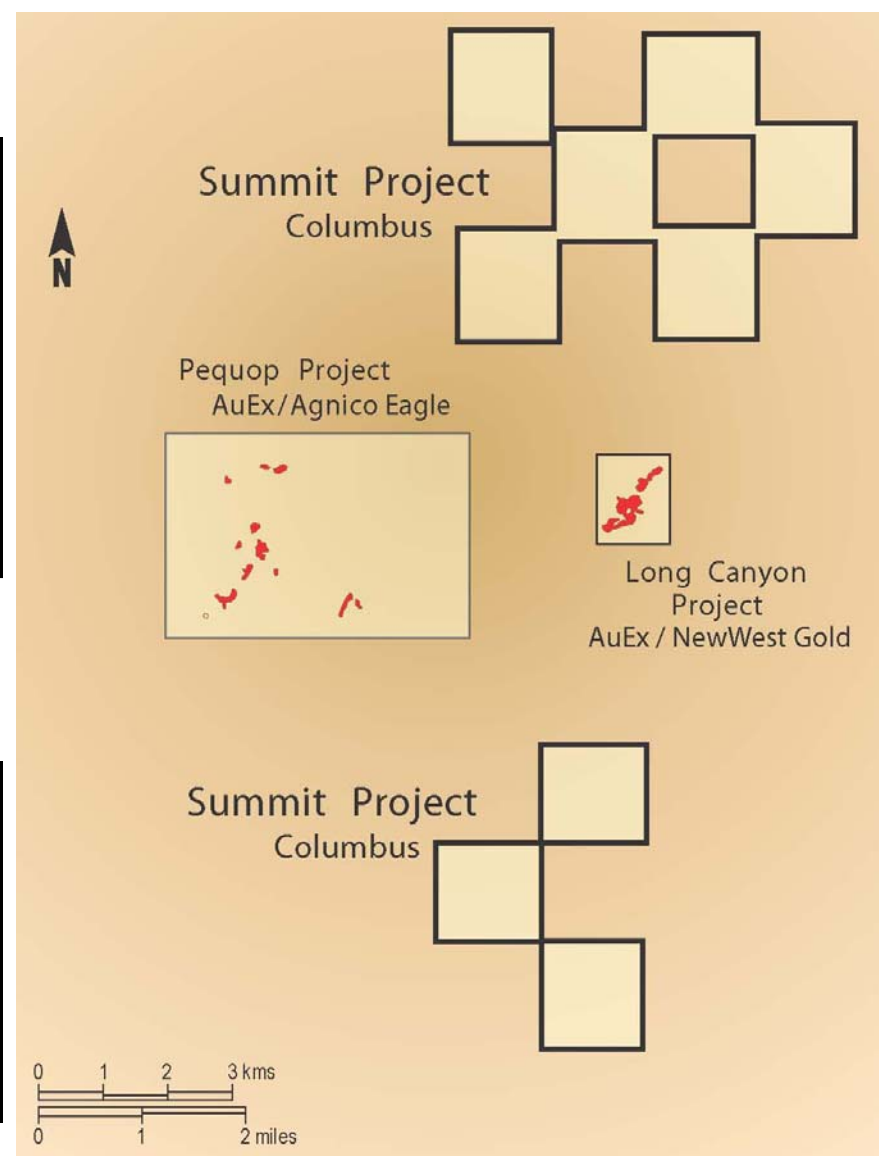 Summit Project
Columbus
N
Pequop Project
AuEx/Agnico Eagle
Long Canyon
Project
AuEx / NewWest Gold
Summit Project
Columbus
0 1 2 3 kms
0 1 2 miles